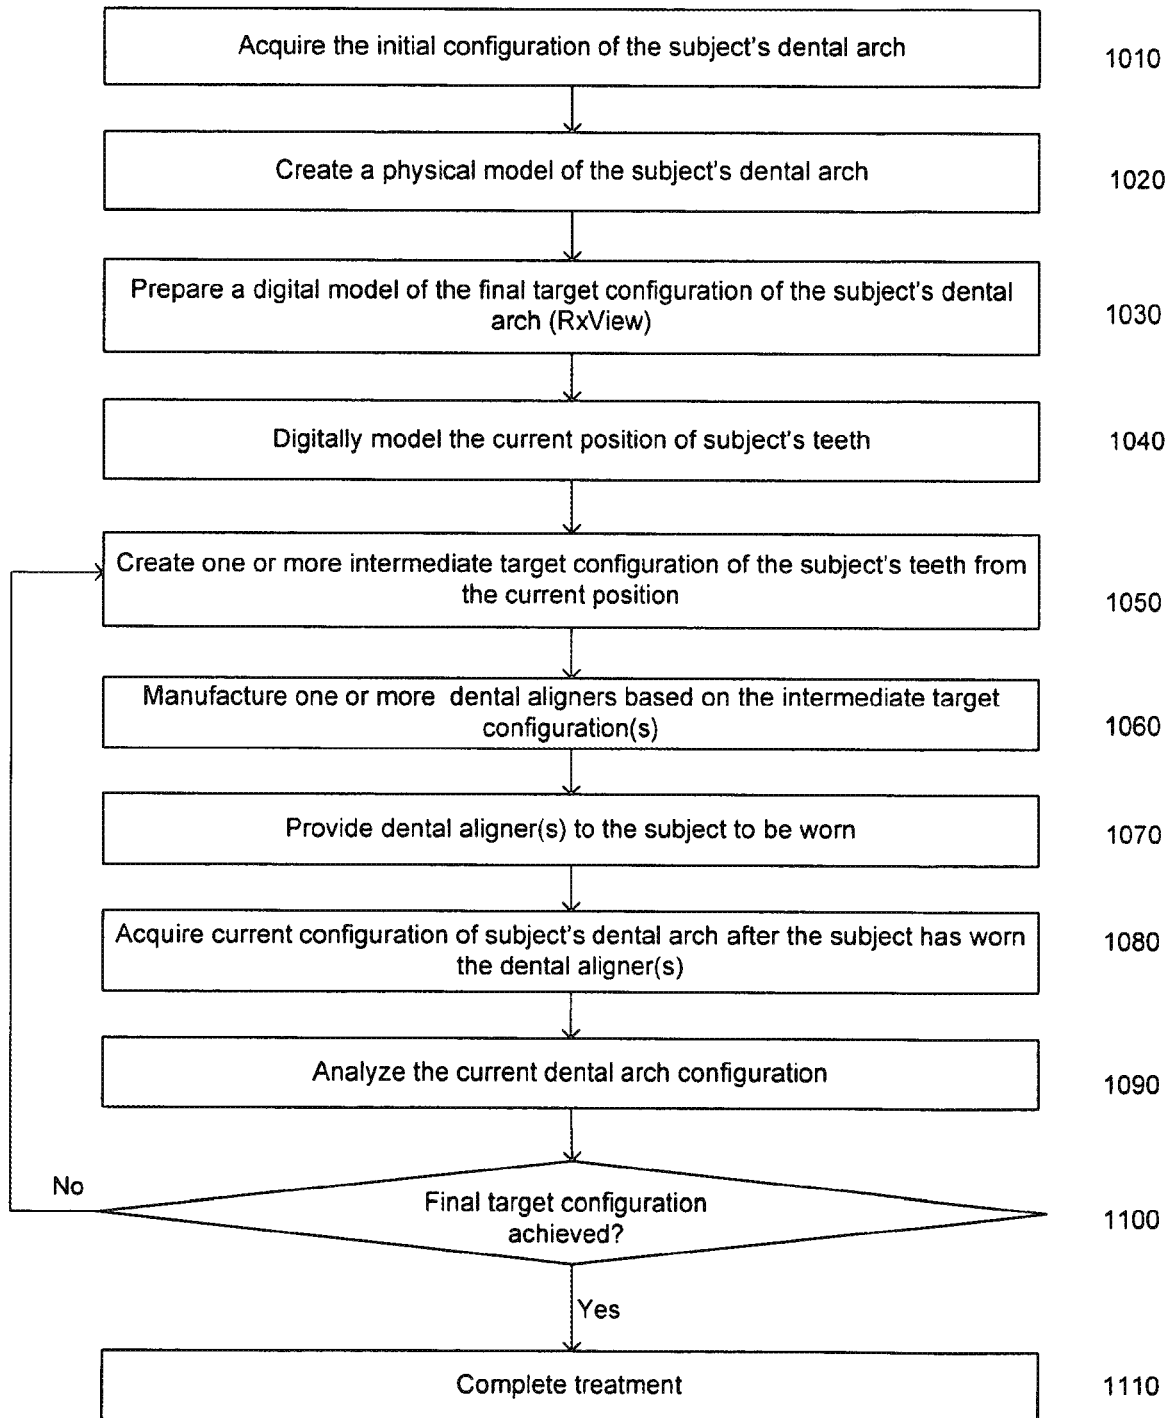 Acquire the initial configuration of the subject's dental arch
1010
Create a physical model of the subject's dental arch
1020
Prepare a digital model of the final target configuration of the subject's dental
arch (RxView)
1030
Digitally model the current position of subject's teeth
1040
Create one or more intermediate target configuration of the subject's teeth from
the current position
1050
Manufacture one or more dental aligners based on the intermediate target
configuration(s)
1060
Provide dental aligner(s) to the subject to be worn
1070
Acquire current configuration of subject's dental arch after the subject has worn
the dental aligner(s)
1080
Analyze the current dental arch configuration
1090
No
Final target configuration
achieved?
1100
Yes
Complete treatment
1110